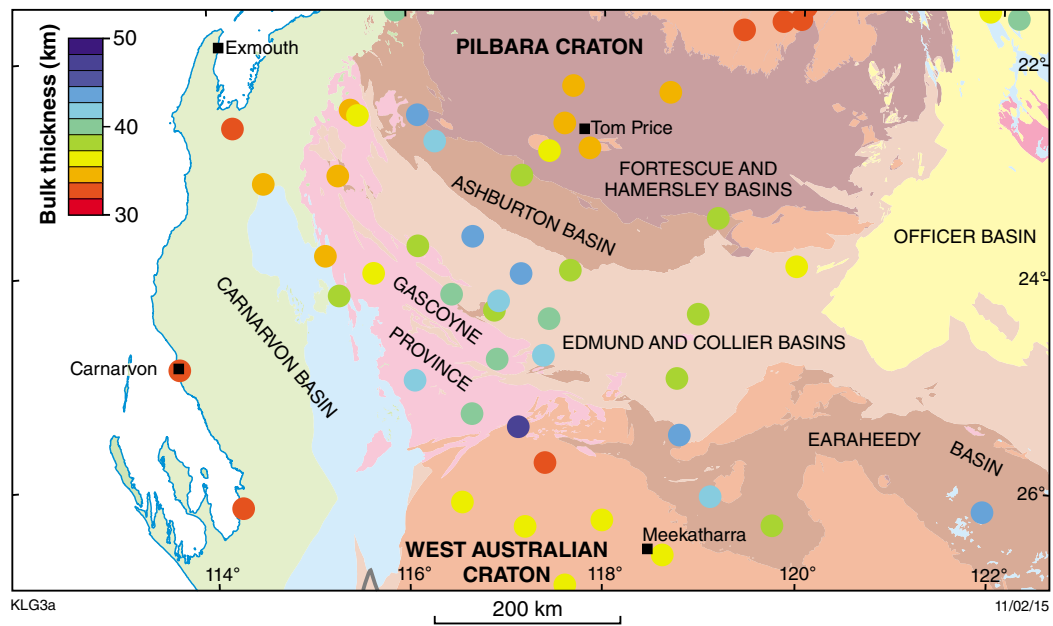 Bulk thickness (km)
50
40
30
Exmouth
PILBARA CRATON
22°
Tom Price
FORTESCUE AND
HAMERSLEY BASINS
ASHBURTON BASIN
OFFICER BASIN
24°
GASCOYNE
PROVINCE
CARNARVON BASIN
EDMUND AND COLLIER BASINS
Carnarvon
EARAHEEDY
BASIN
26°
Meekatharra
WEST AUSTRALIAN
CRATON
114°
116°
118°
120°
122°
KLG3a
200 km
11/02/15